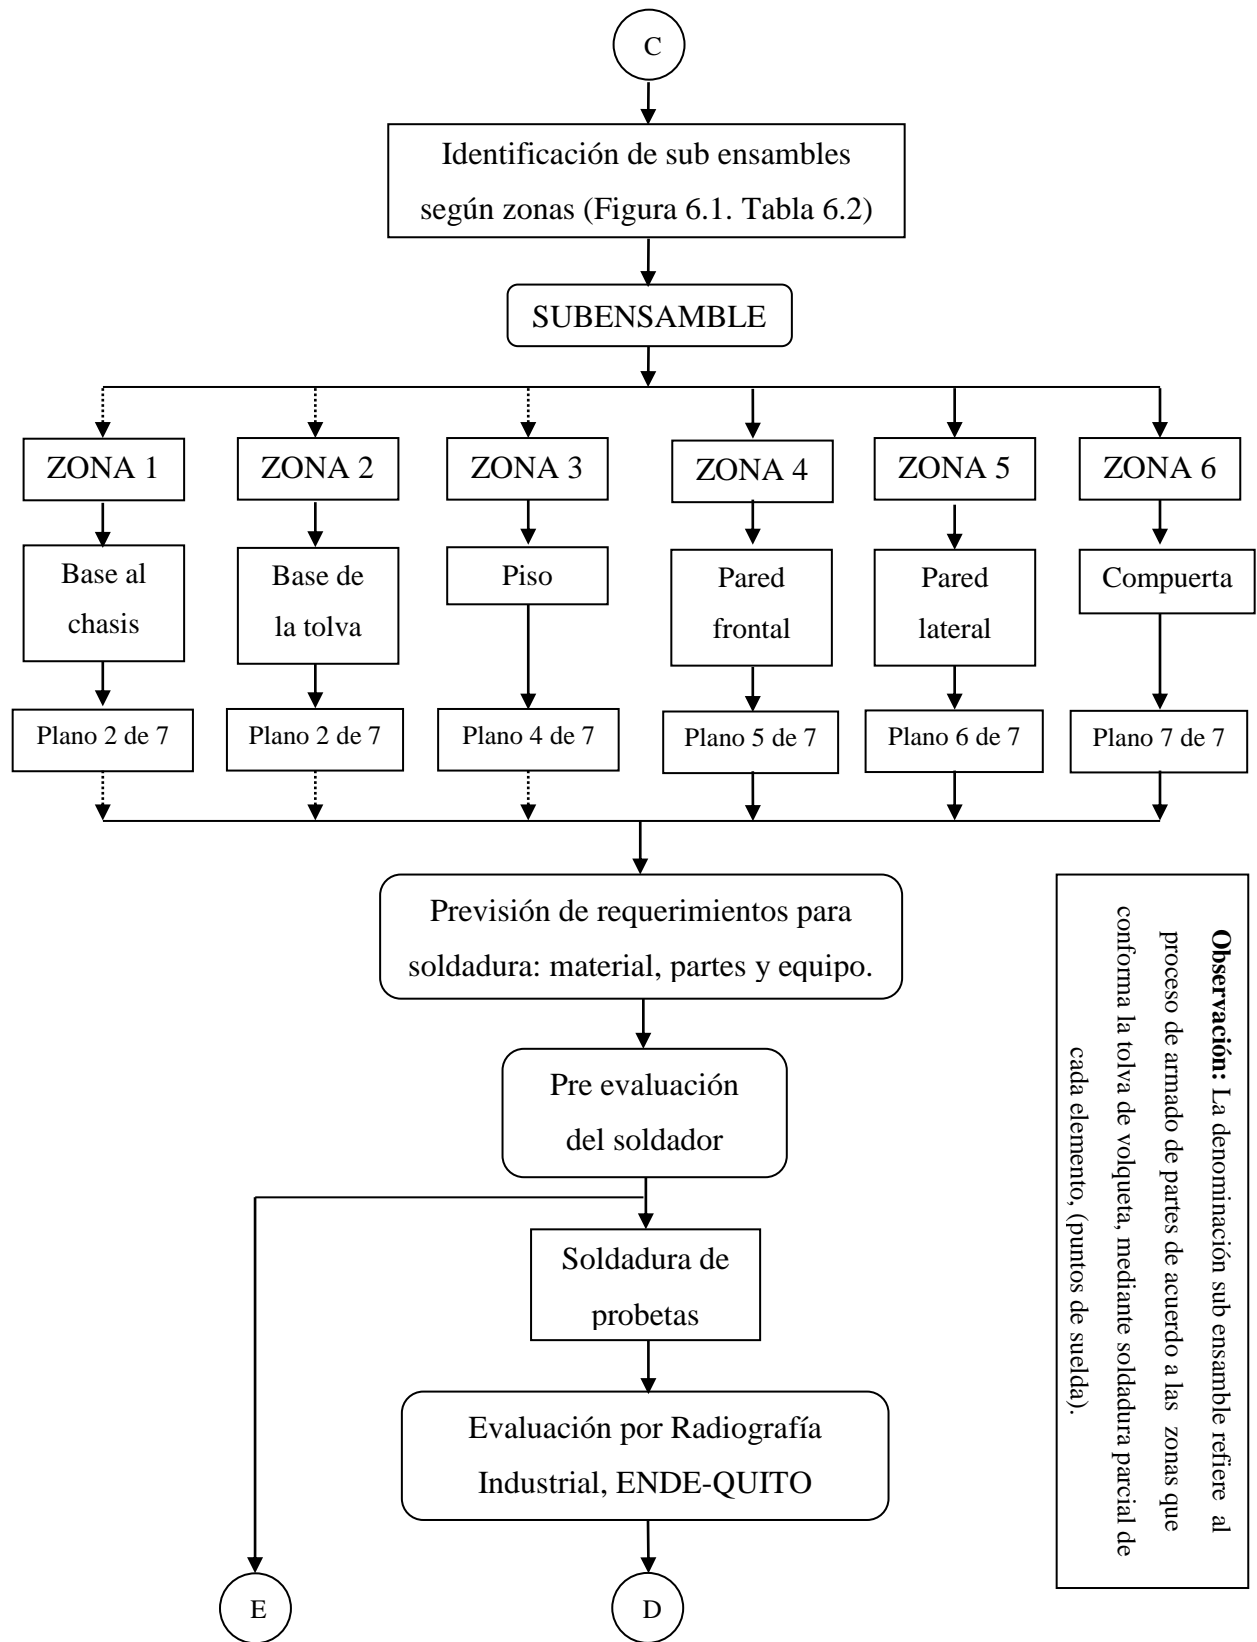 C
Identificación de sub ensambles
según zonas (Figura 6.1. Tabla 6.2)
SUBENSAMBLE
ZONA 1
ZONA 2
ZONA 3
ZONA 4
ZONA 5
ZONA 6
Base al
chasis
Base de
la tolva
Piso
Pared
frontal
Pared
lateral
Compuerta
Plano 2 de 7
Plano 2 de 7
Plano 4 de 7
Plano 5 de 7
Plano 6 de 7
Plano 7 de 7
Previsión de requerimientos para
soldadura: material, partes y equipo.
Pre evaluación
del soldador
Soldadura de
probetas
Evaluación por Radiografía
Industrial, ENDE-QUITO
E
D
Observación: La denominación sub ensamble refiere al
proceso de armado de partes de acuerdo a las zonas que
conforma la tolva de volqueta, mediante soldadura parcial de
cada elemento, (puntos de suelda).